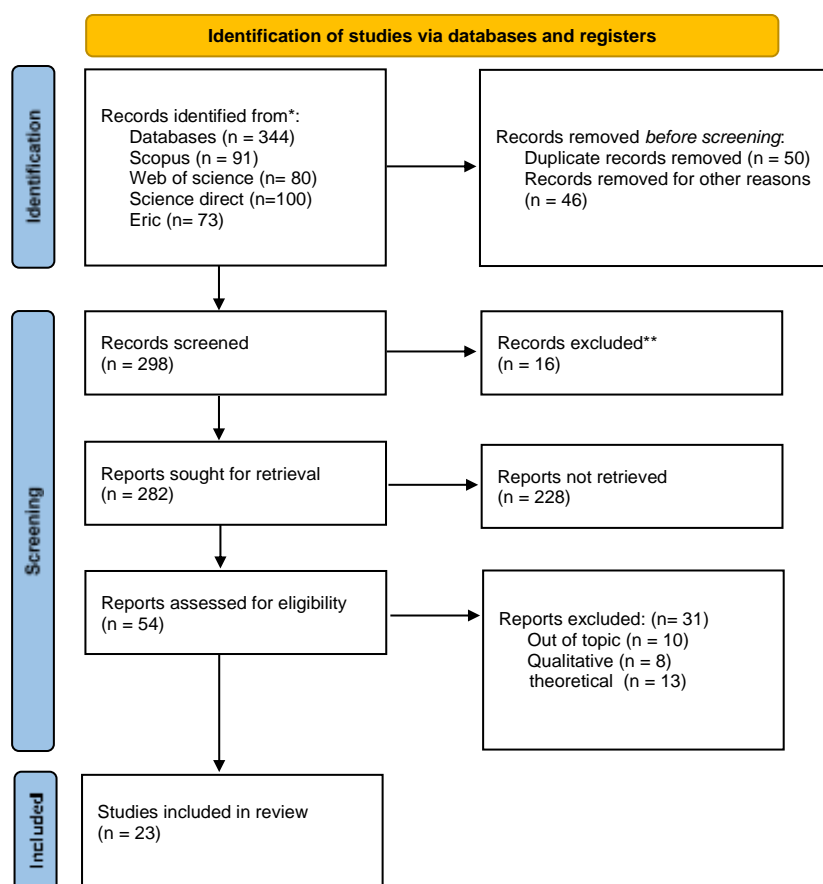 Identification of studies via databases and registers
Identification
Records identified from*:
Databases (n = 344)
Scopus (n = 91)
Web of science (n= 80)
Science direct (n=100)
Eric (n= 73)
Records removed before screening:
Duplicate records removed (n = 50)
Records removed for other reasons
(n = 46)
Screening
Records screened
(n = 298)
Records excluded**
(n = 16)
Reports sought for retrieval
(n = 282)
Reports not retrieved
(n = 228)
Reports assessed for eligibility
(n = 54)
Reports excluded: (n= 31)
Out of topic (n = 10)
Qualitative (n = 8)
theoretical (n = 13)
Included
Studies included in review
(n = 23)